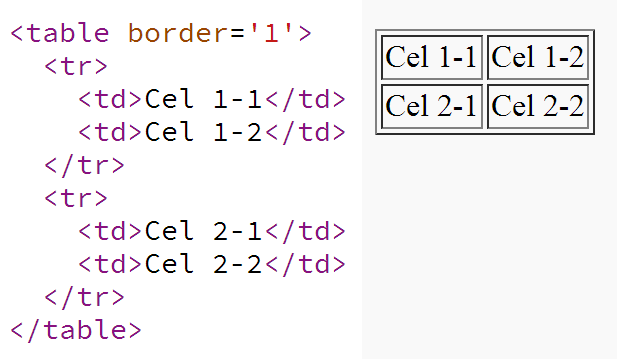 <table border='1'>
  <tr>
    <td>Cel 1-1</td>
    <td>Cel 1-2</td>
  </tr>
  <tr>
    <td>Cel 2-1</td>
    <td>Cel 2-2</td>
  </tr>
</table>
Cel 1-1 Cel 1-2
Cel 2-1 Cel 2-2